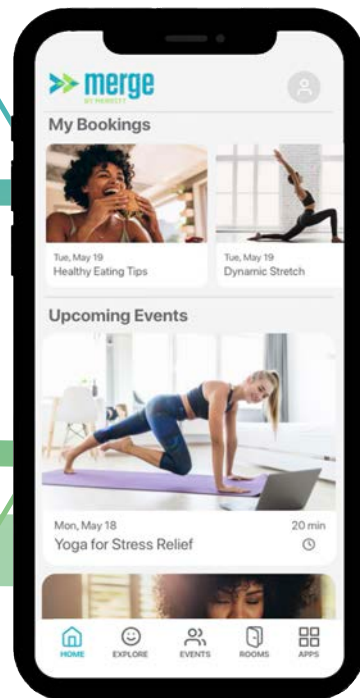 merge
BY MERRITT
My Bookings
Tue, May 19
Healthy Eating Tips
Tue, May 19
Dynamic Stretch
Upcoming Events
Mon, May 18
20 min
Yoga for Stress Relief
HOME
EXPLORE
EVENTS
ROOMS
APPS